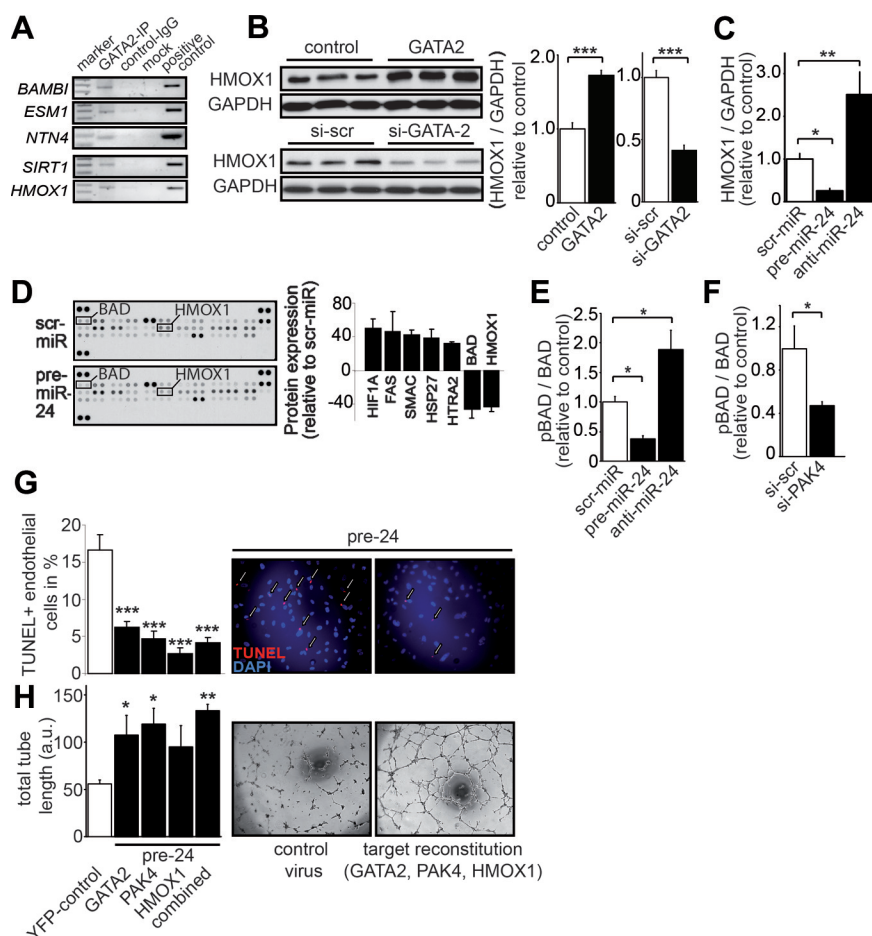 A
marker
GATA2-IP
control-IgG
mock
positive
control
BAMBI
ESM1
NTN4
SIRT1
HMOX1
B
control GATA2
HMOX1
GAPDH
si-scr si-GATA-2
HMOX1
GAPDH
(HMOX1 / GAPDH)
relative to control
2.0
1.0
0
***
control
GATA2
1.0
0.5
0
***
si-scr
si-GATA2
C
HMOX1 / GAPDH
relative to control
3.0
2.0
1.0
0
**
*
scr-miR
pre-miR-24
anti-miR-24
D
scr-
miR
BAD HMOX1
pre-
miR-
24
BAD HMOX1
Protein expression
(relative to scr-miR)
80
40
0
-40
HIF1A
FAS
SMAC
HSP27
HTRA2
BAD
HMOX1
E
pBAD / BAD
(relative to control)
2.5
2.0
1.5
1.0
0.5
0
*
*
scr-miR
pre-miR-24
anti-miR-24
F
pBAD / BAD
(relative to control)
1.2
0.8
0.4
0
*
si-scr
si-PAK4
G
TUNEL+ endothelial
cells in %
20
15
10
5
0
*** *** *** ***
pre-24
TUNEL
DAPI
H
total tube
length (a.u.)
150
100
50
0
* * **
pre-24
YFP-control
GATA2
PAK4
HMOX1
combined
control
virus
target reconstitution
(GATA2, PAK4, HMOX1)